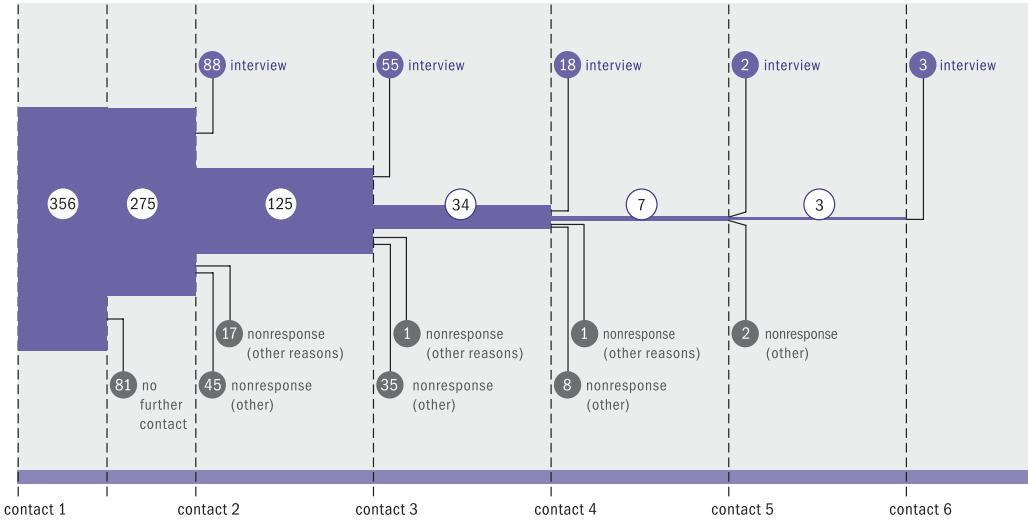 88 interview
55 interview
18 interview
2 interview
3 interview
356
275
125
34
7
3
17 nonresponse
(other reasons)
1 nonresponse
(other reasons)
1 nonresponse
(other reasons)
2 nonresponse
(other)
81 no
further
contact
45 nonresponse
(other)
35 nonresponse
(other)
8 nonresponse
(other)
contact 1
contact 2
contact 3
contact 4
contact 5
contact 6